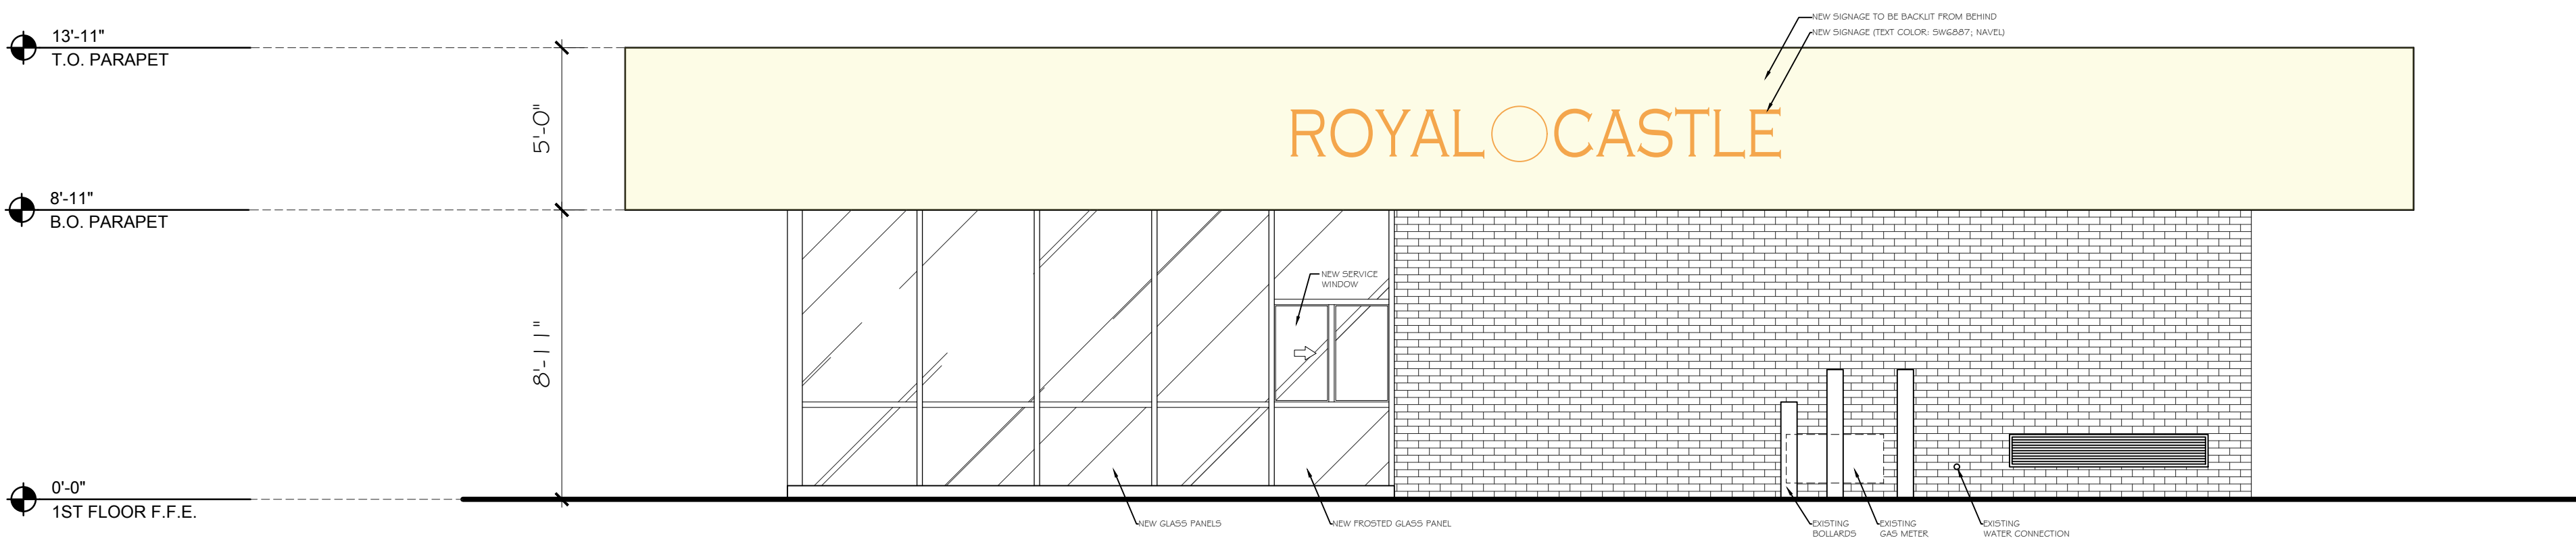 NEW SIGNAGE TO BE BACKLIT FROM BEHIND
NEW SIGNAGE (TEXT COLOR: SW6887; NAVEL)
13'-11"
T.O. PARAPET
5'-0"
ROYAL CASTLE
8'-11"
B.O. PARAPET
NEW SERVICE
WINDOW
8'-11"
0'-0"
1ST FLOOR F.F.E.
NEW GLASS PANELS
NEW FROSTED GLASS PANEL
EXISTING
BOLLARDS
EXISTING
GAS METER
EXISTING
WATER CONNECTION